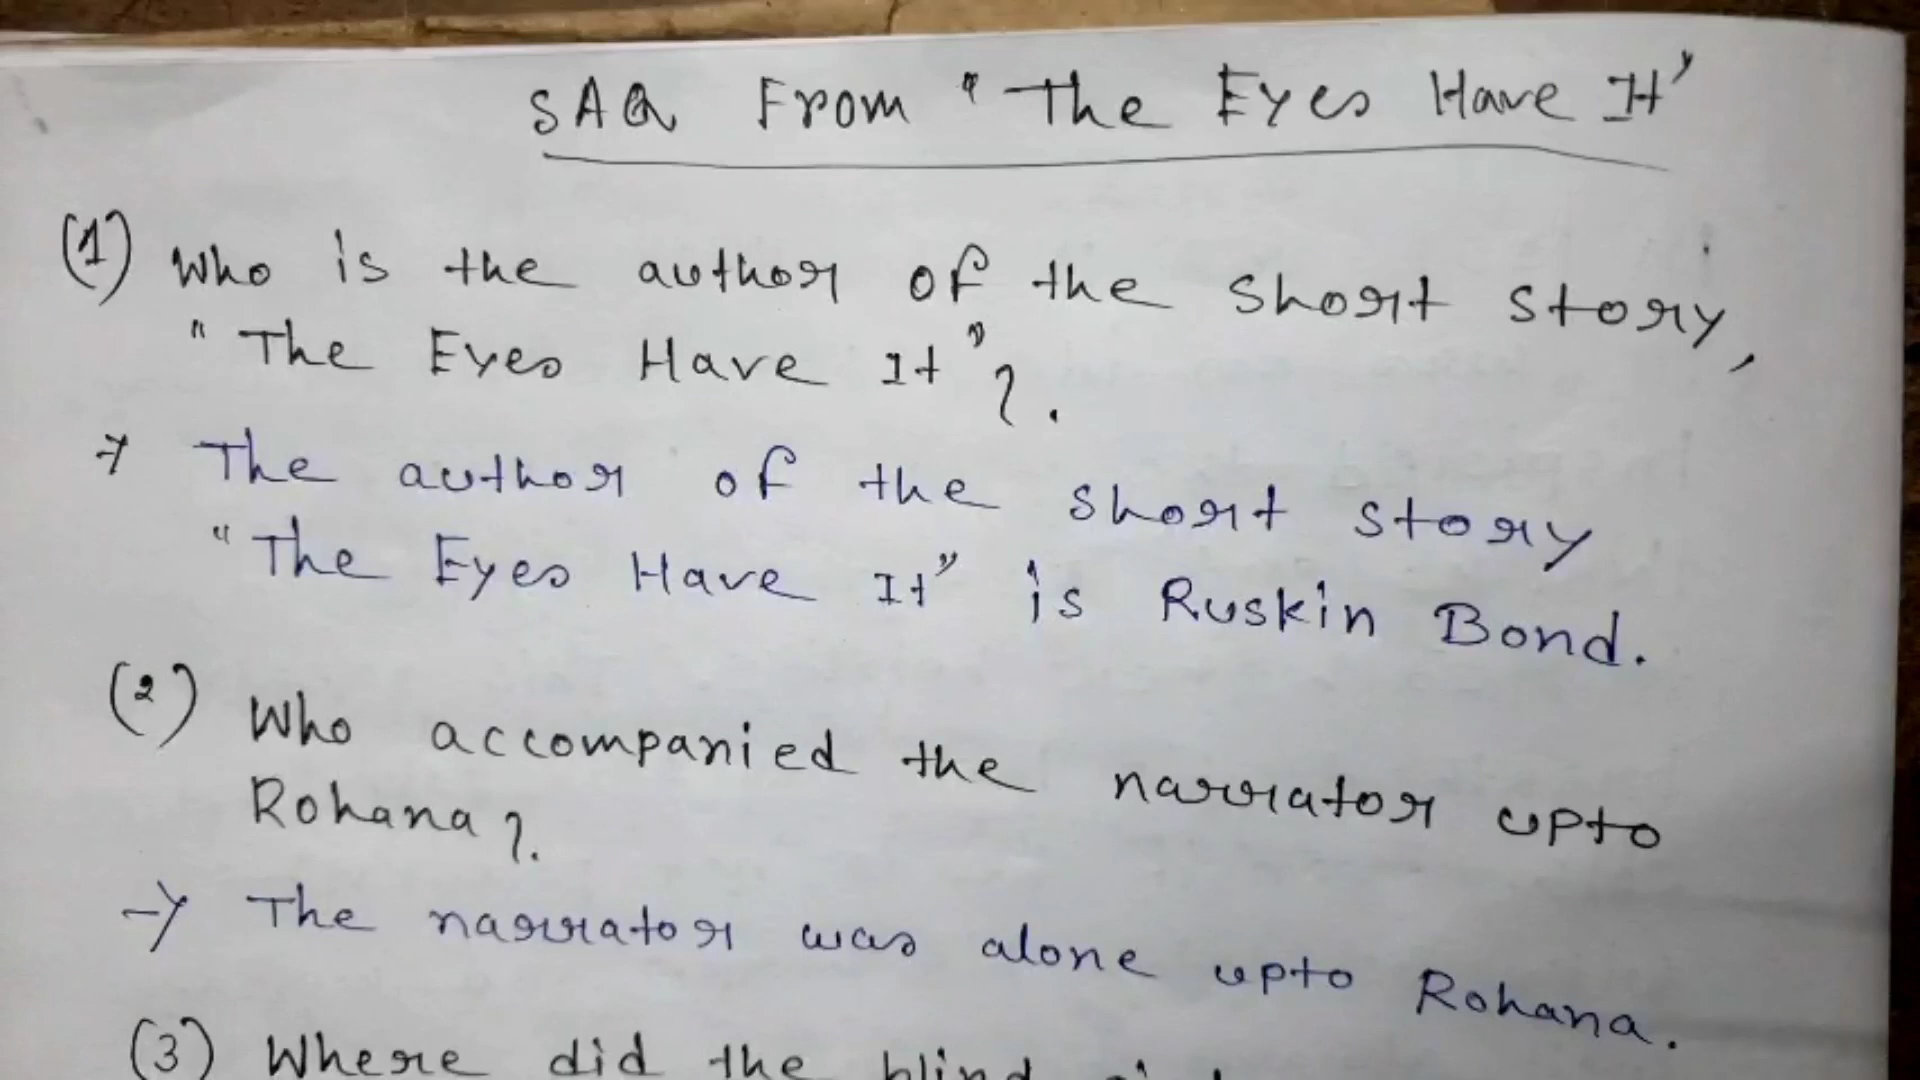 SAQ From "The Eyes Have It"
(1) Who is the author of the short story,
"The Eyes Have It"?.
→ The author of the short story
"The Eyes Have It" is Ruskin Bond.
(2) Who accompanied the narrator upto
Rohana?.
→ The narrator was alone upto Rohana.
(3) Where did the blind